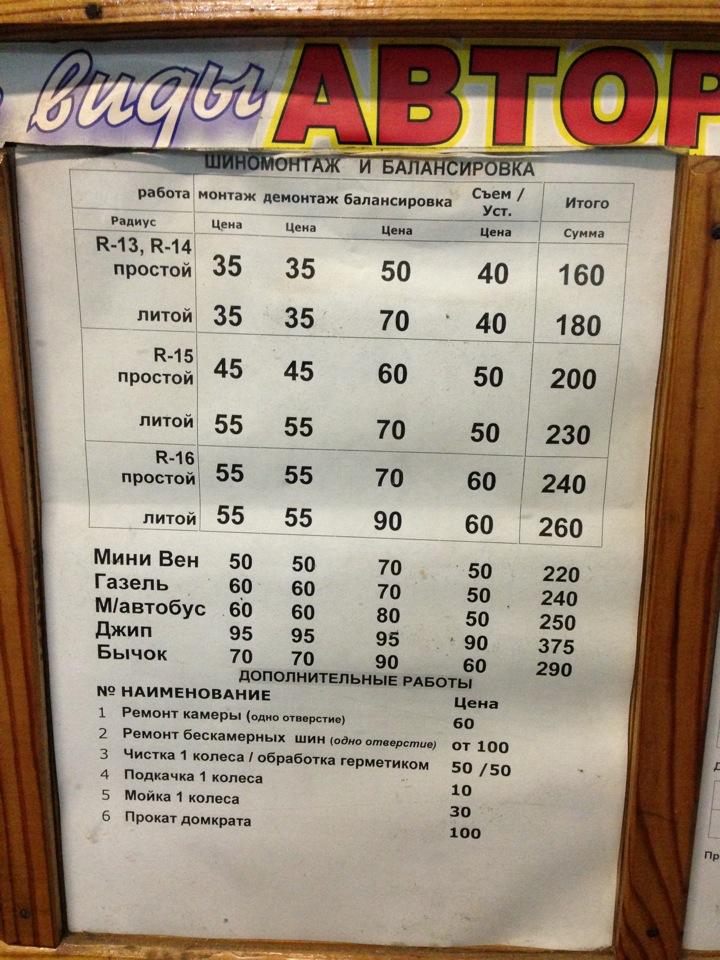 виды АВТОР
ШИНОМОНТАЖ И БАЛАНСИРОВКА
работа монтаж демонтаж балансировка Съем / Уст. Итого
Радиус Цена Цена Цена Цена Сумма
R-13, R-14
простой 35 35 50 40 160
литой 35 35 70 40 180
R-15
простой 45 45 60 50 200
литой 55 55 70 50 230
R-16
простой 55 55 70 60 240
литой 55 55 90 60 260
Мини Вен 50 50 70 50 220
Газель 60 60 70 50 240
М/автобус 60 60 80 50 250
Джип 95 95 95 90 375
Бычок 70 70 90 60 290
ДОПОЛНИТЕЛЬНЫЕ РАБОТЫ
№ НАИМЕНОВАНИЕ Цена
1 Ремонт камеры (одно отверстие) 60
2 Ремонт бескамерных шин (одно отверстие) от 100
3 Чистка 1 колеса / обработка герметиком 50 /50
4 Подкачка 1 колеса 10
5 Мойка 1 колеса 30
6 Прокат домкрата 100